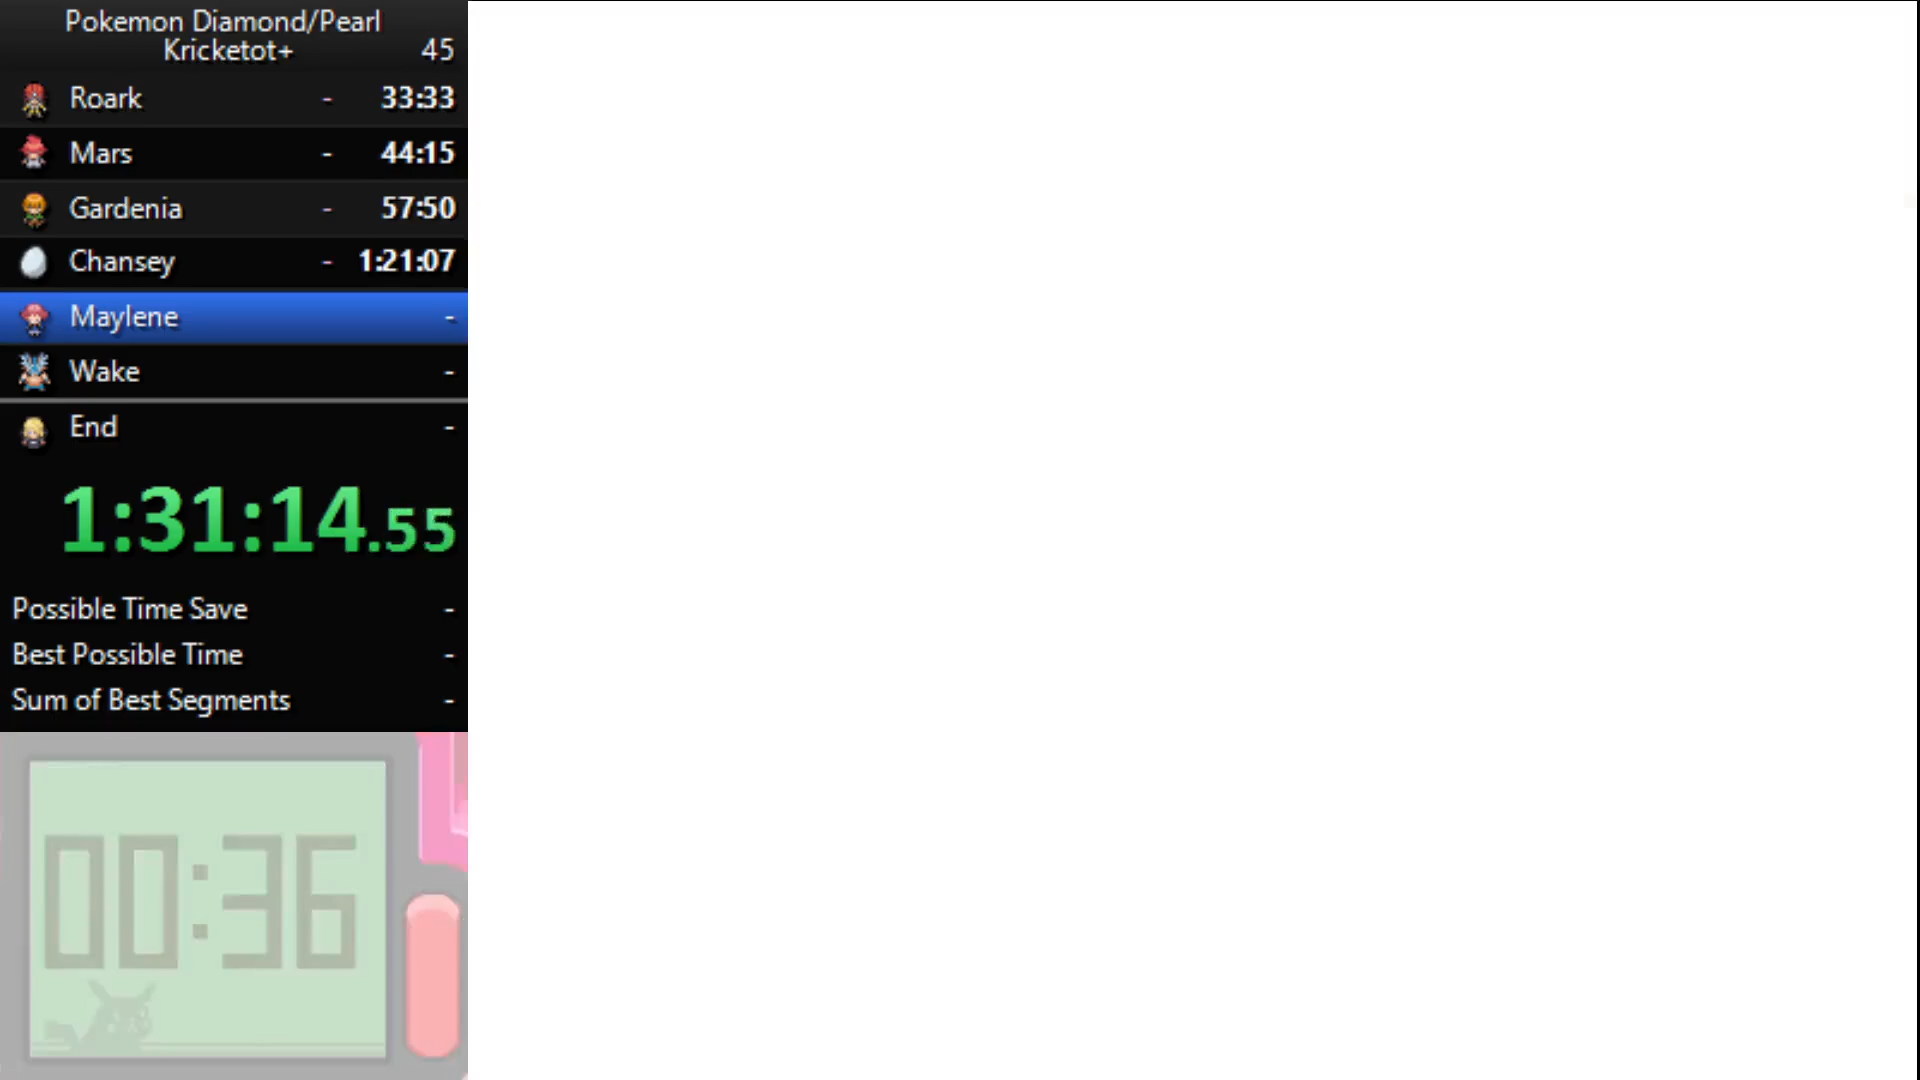 Pokemon Diamond/Pearl
Kricketot+ 45
Roark - 33:33
Mars - 44:15
Gardenia - 57:50
Chansey - 1:21:07
Maylene -
Wake -
End -
1:31:14.55
Possible Time Save -
Best Possible Time -
Sum of Best Segments -
00:36